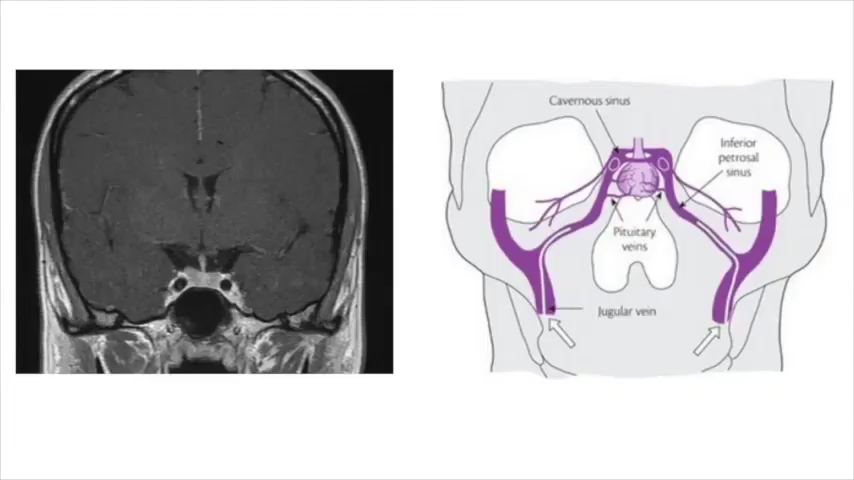 Cavernous sinus
Inferior
petrosal
sinus
Pituitary
veins
Jugular vein